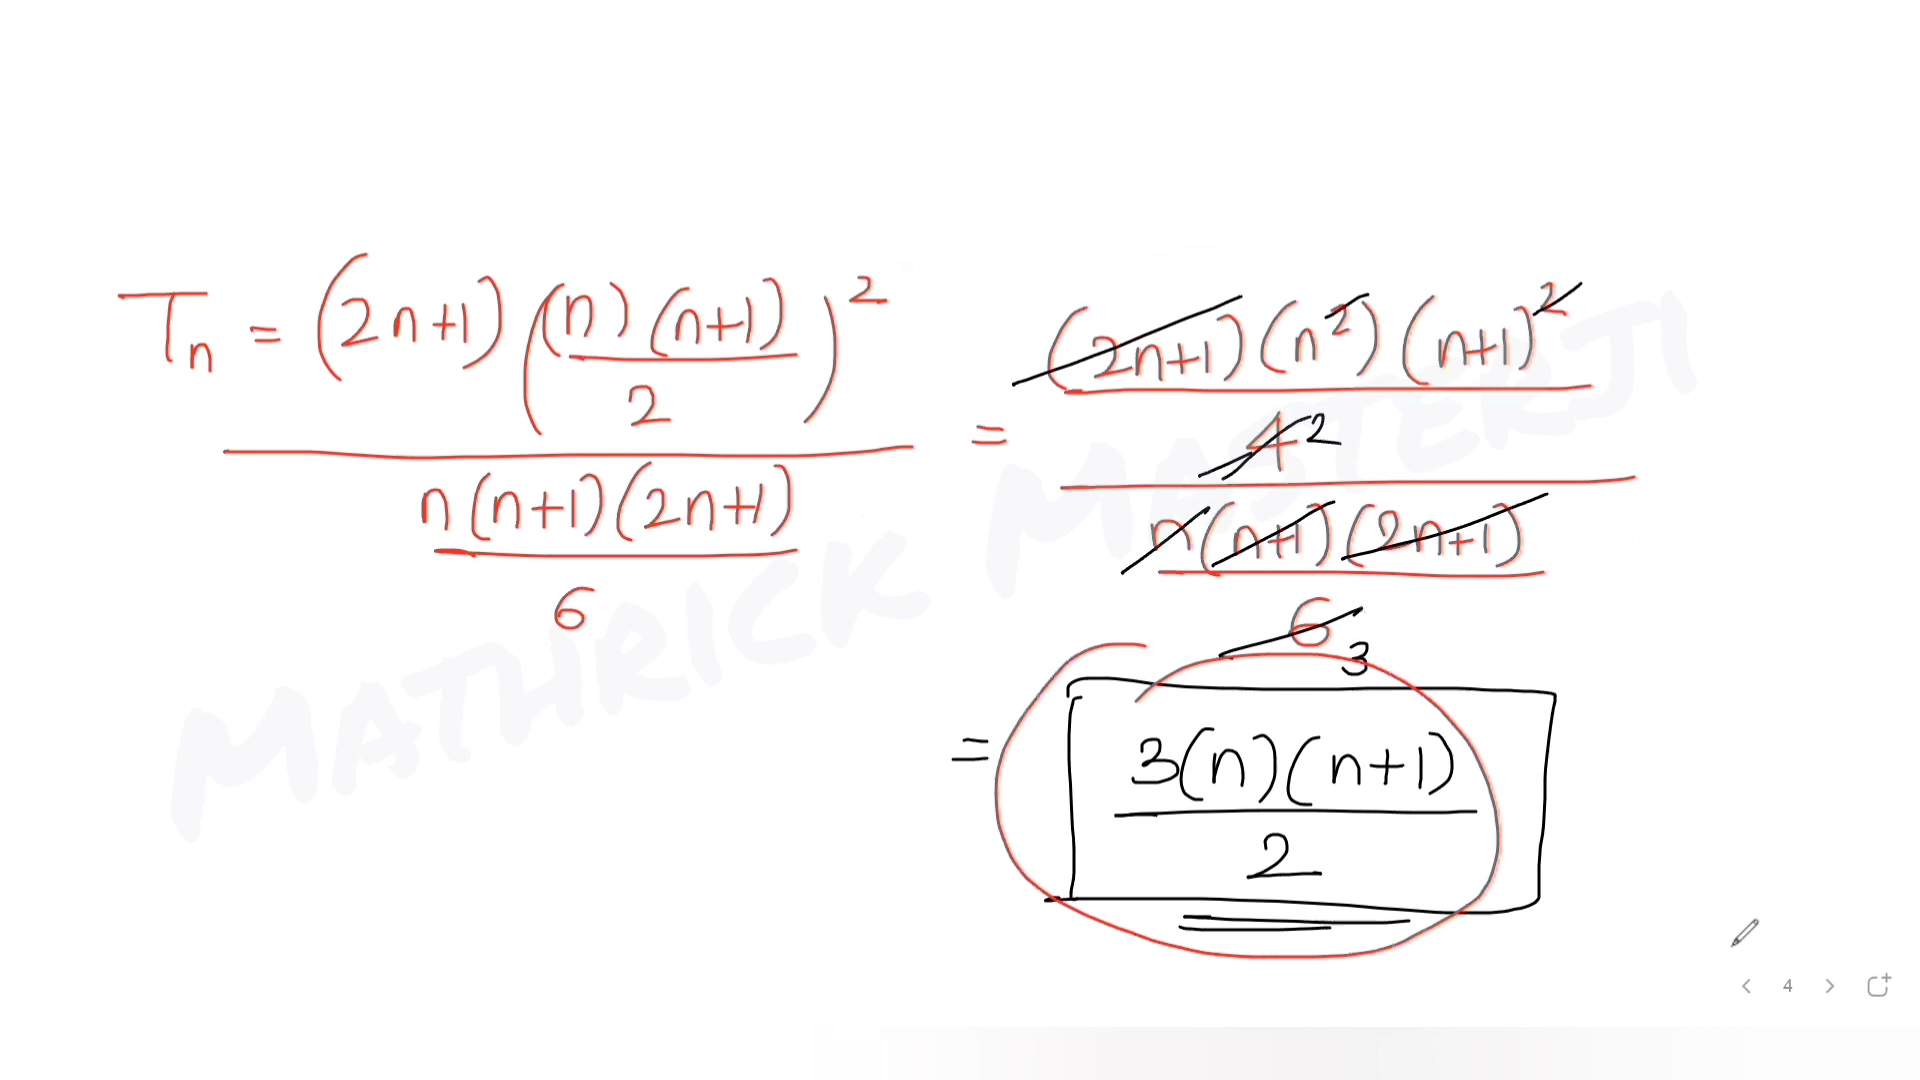 Tn = (2n+1) ((n)(n+1)/2)^2 / (n(n+1)(2n+1)/6)
= ((2n+1)(n^2)(n+1)^2 / 4 2) / (n(n+1)(2n+1) / 6 3)
= 3(n)(n+1) / 2
MATHRICK MASTERJI
4